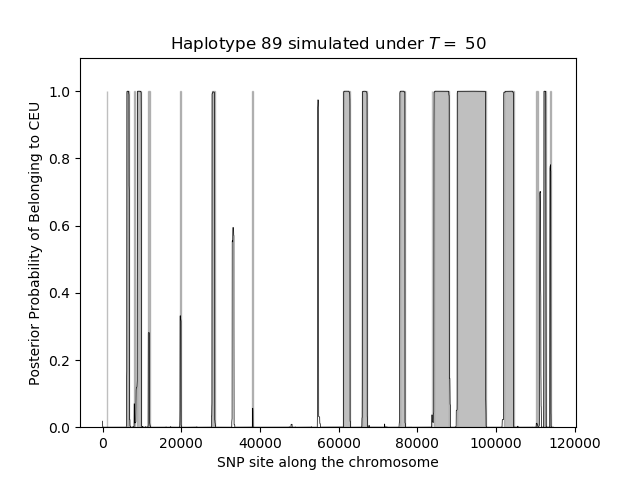 Haplotype 89 simulated under T = 50
Posterior Probability of Belonging to CEU
1.0
0.8
0.6
0.4
0.2
0.0
0 20000 40000 60000 80000 100000 120000
SNP site along the chromosome